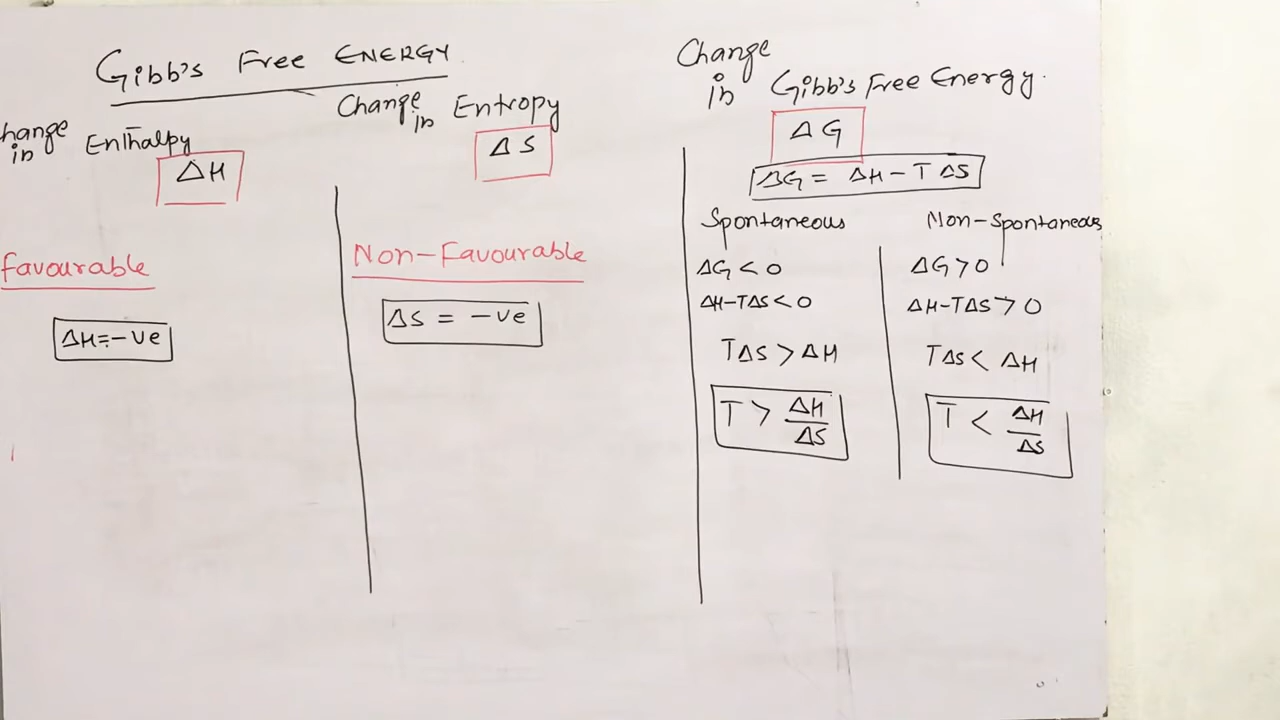 Gibb's Free ENERGY.
Change in Enthalpy
ΔH
Favourable
ΔH=-ve
Change in Entropy
ΔS
Non-Favourable
ΔS = -ve
Change in Gibb's Free Energy.
ΔG
ΔG = ΔH - TΔS
Spontaneous
ΔG < 0
ΔH-TΔS < 0
TΔS > ΔH
T > ΔH/ΔS
Non-Spontaneous
ΔG > 0
ΔH-TΔS > 0
TΔS < ΔH
T < ΔH/ΔS